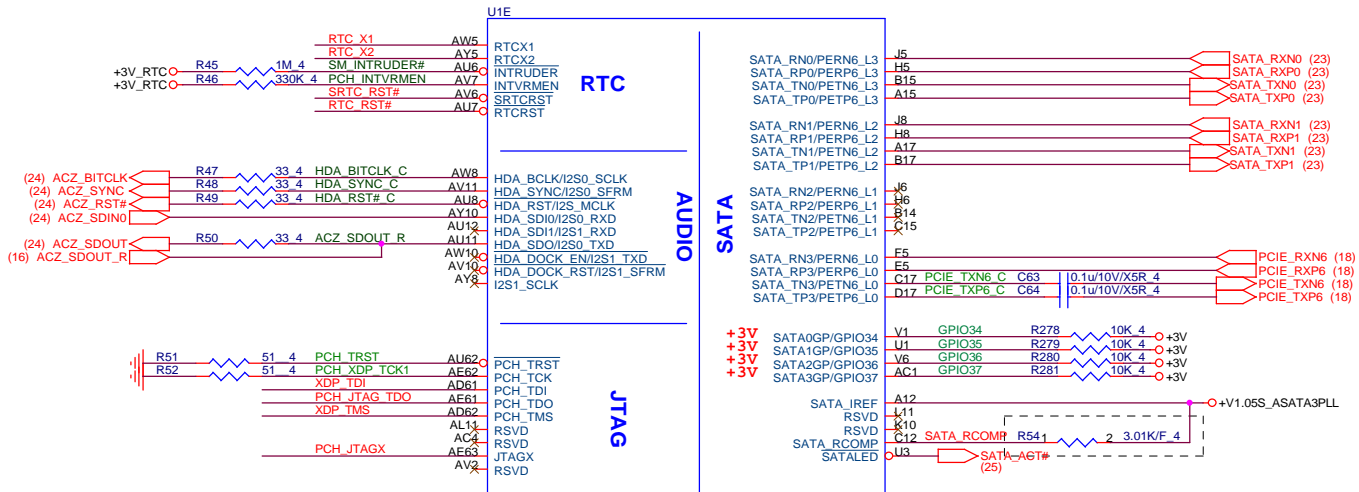 U1E
RTC_X1 AW5 RTCX1
RTC_X2 AY5 RTCX2
+3V_RTC R45 1M_4 SM_INTRUDER# AU6 INTRUDER
+3V_RTC R46 330K_4 PCH_INTVRMEN AV7 INTVRMEN
SRTC_RST# AV6 SRTCRST
RTC_RST# AU7 RTCRST
RTC
(24) ACZ_BITCLK R47 33_4 HDA_BITCLK_C AW8 HDA_BCLK/I2S0_SCLK
(24) ACZ_SYNC R48 33_4 HDA_SYNC_C AV11 HDA_SYNC/I2S0_SFRM
(24) ACZ_RST# R49 33_4 HDA_RST#_C AU8 HDA_RST/I2S_MCLK
(24) ACZ_SDIN0 AY10 HDA_SDI0/I2S0_RXD
AU12 HDA_SDI1/I2S1_RXD
(24) ACZ_SDOUT R50 33_4 ACZ_SDOUT_R AU11 HDA_SDO/I2S0_TXD
(16) ACZ_SDOUT_R AW10 HDA_DOCK_EN/I2S1_TXD
AV10 HDA_DOCK_RST/I2S1_SFRM
AY8 I2S1_SCLK
AUDIO
R51 51_4 PCH_TRST AU62 PCH_TRST
R52 51_4 PCH_XDP_TCK1 AE62 PCH_TCK
XDP_TDI AD61 PCH_TDI
PCH_JTAG_TDO AE61 PCH_TDO
XDP_TMS AD62 PCH_TMS
AL11 RSVD
AC4 RSVD
PCH_JTAGX AE63 JTAGX
AV2 RSVD
JTAG
SATA
SATA_RN0/PERN6_L3 J5 SATA_RXN0 (23)
SATA_RP0/PERP6_L3 H5 SATA_RXP0 (23)
SATA_TN0/PETN6_L3 B15 SATA_TXN0 (23)
SATA_TP0/PETP6_L3 A15 SATA_TXP0 (23)
SATA_RN1/PERN6_L2 J8 SATA_RXN1 (23)
SATA_RP1/PERP6_L2 H8 SATA_RXP1 (23)
SATA_TN1/PETN6_L2 A17 SATA_TXN1 (23)
SATA_TP1/PETP6_L2 B17 SATA_TXP1 (23)
SATA_RN2/PERN6_L1 J6
SATA_RP2/PERP6_L1 H6
SATA_TN2/PETN6_L1 B14
SATA_TP2/PETP6_L1 C15
SATA_RN3/PERN6_L0 F5 PCIE_RXN6 (18)
SATA_RP3/PERP6_L0 E5 PCIE_RXP6 (18)
SATA_TN3/PETN6_L0 C17 PCIE_TXN6_C C63 0.1u/10V/X5R_4 PCIE_TXN6 (18)
SATA_TP3/PETP6_L0 D17 PCIE_TXP6_C C64 0.1u/10V/X5R_4 PCIE_TXP6 (18)
+3V SATA0GP/GPIO34 V1 GPIO34 R278 10K_4 +3V
+3V SATA1GP/GPIO35 U1 GPIO35 R279 10K_4 +3V
+3V SATA2GP/GPIO36 V6 GPIO36 R280 10K_4 +3V
+3V SATA3GP/GPIO37 AC1 GPIO37 R281 10K_4 +3V
SATA_IREF A12 +V1.05S_ASATA3PLL
RSVD L11
RSVD K10
SATA_RCOMP C12 SATA_RCOMP R54 1 2 3.01K/F_4
SATALED U3 SATA_ACT#
(25)